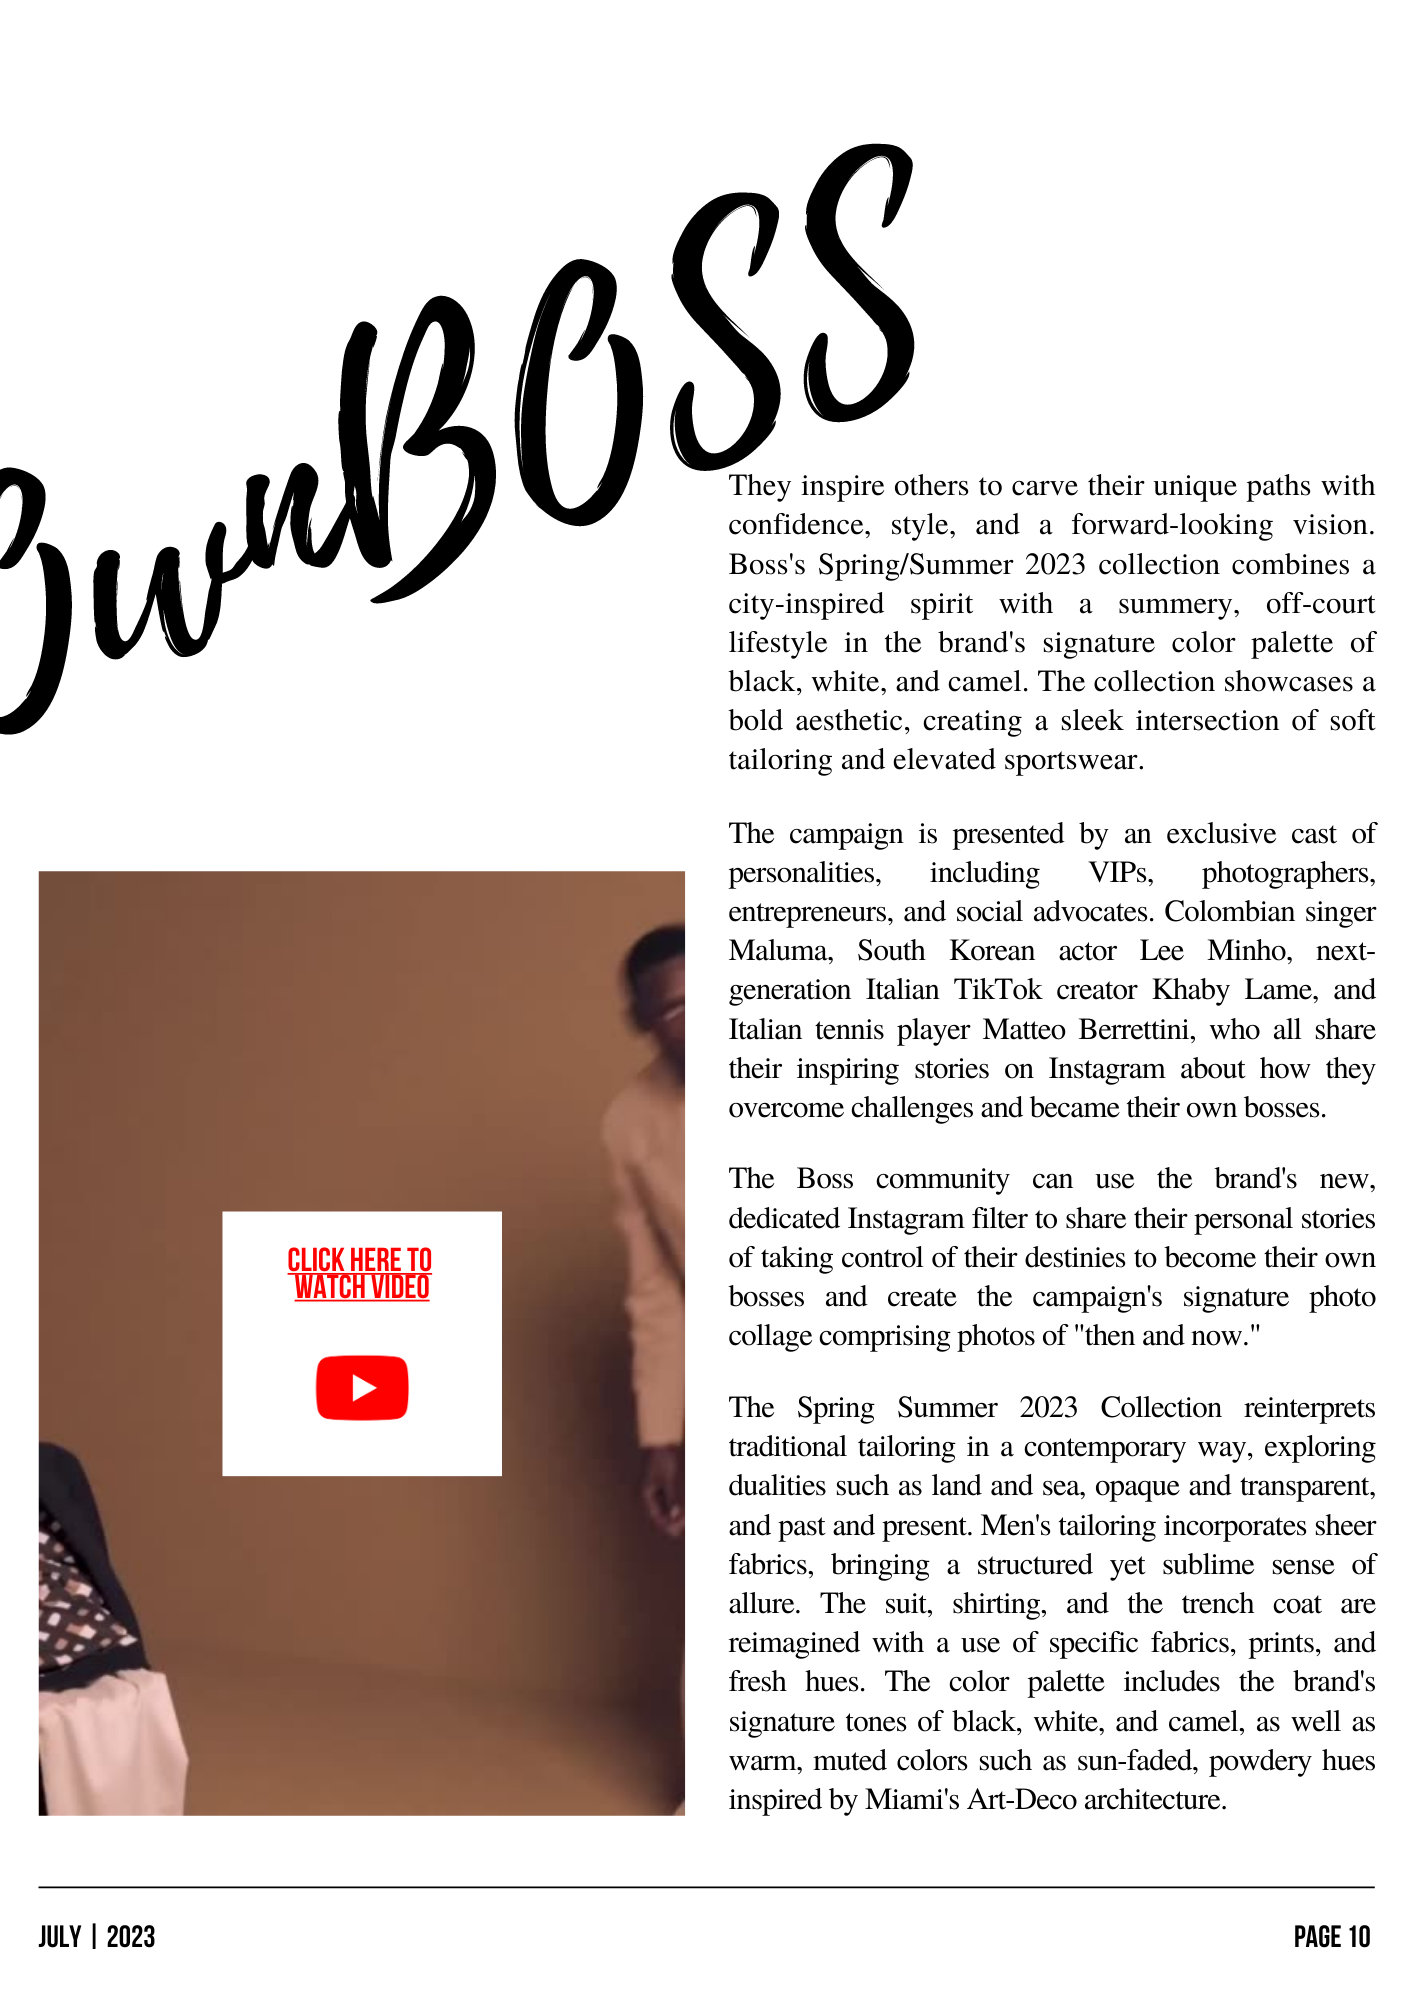 OwnBOSS
They inspire others to carve their unique paths with
confidence, style, and a forward-looking vision.
Boss's Spring/Summer 2023 collection combines a
city-inspired spirit with a summery, off-court
lifestyle in the brand's signature color palette of
black, white, and camel. The collection showcases a
bold aesthetic, creating a sleek intersection of soft
tailoring and elevated sportswear.
The campaign is presented by an exclusive cast of
personalities, including VIPs, photographers,
entrepreneurs, and social advocates. Colombian singer
Maluma, South Korean actor Lee Minho, next-
generation Italian TikTok creator Khaby Lame, and
Italian tennis player Matteo Berrettini, who all share
their inspiring stories on Instagram about how they
overcome challenges and became their own bosses.
The Boss community can use the brand's new,
dedicated Instagram filter to share their personal stories
of taking control of their destinies to become their own
bosses and create the campaign's signature photo
collage comprising photos of "then and now."
The Spring Summer 2023 Collection reinterprets
traditional tailoring in a contemporary way, exploring
dualities such as land and sea, opaque and transparent,
and past and present. Men's tailoring incorporates sheer
fabrics, bringing a structured yet sublime sense of
allure. The suit, shirting, and the trench coat are
reimagined with a use of specific fabrics, prints, and
fresh hues. The color palette includes the brand's
signature tones of black, white, and camel, as well as
warm, muted colors such as sun-faded, powdery hues
inspired by Miami's Art-Deco architecture.
CLICK HERE TO
WATCH VIDEO
JULY | 2023
PAGE 10